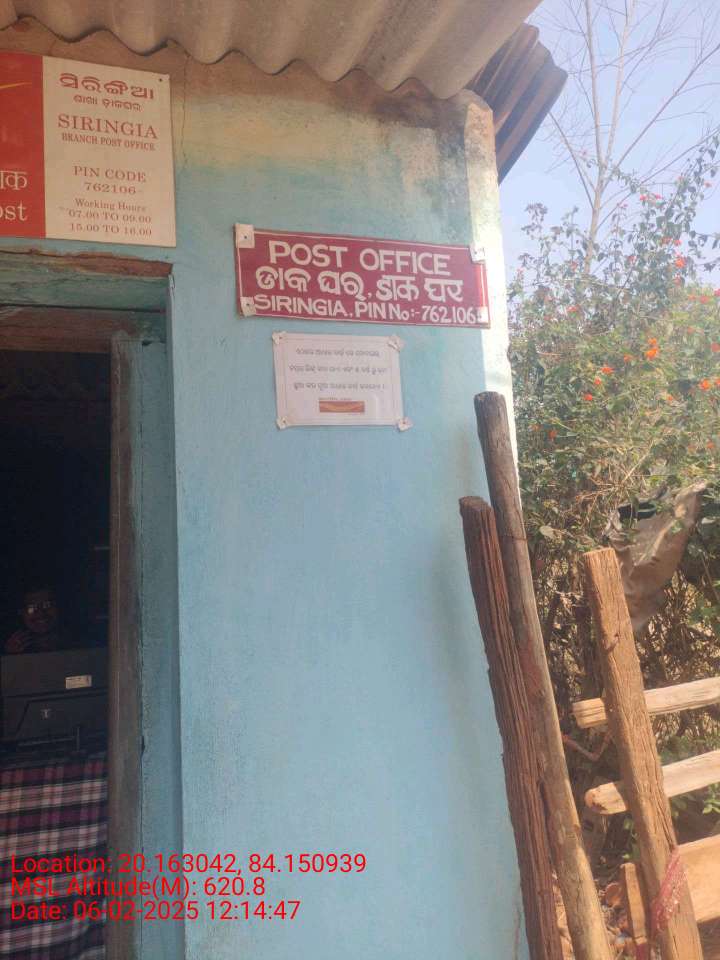 ସିରିଙ୍ଗିଆ
ଶାଖା ଡ଼ାକଘର
SIRINGIA
BRANCH POST OFFICE
PIN CODE
762106
Working Hours
07.00 TO 09.00
15.00 TO 16.00
क
ost
POST OFFICE
ଡାକ ଘର, डाक घर
SIRINGIA. PIN No:-762106
Location: 20.163042, 84.150939
MSL Altitude(M): 620.8
Date: 06-02-2025 12:14:47